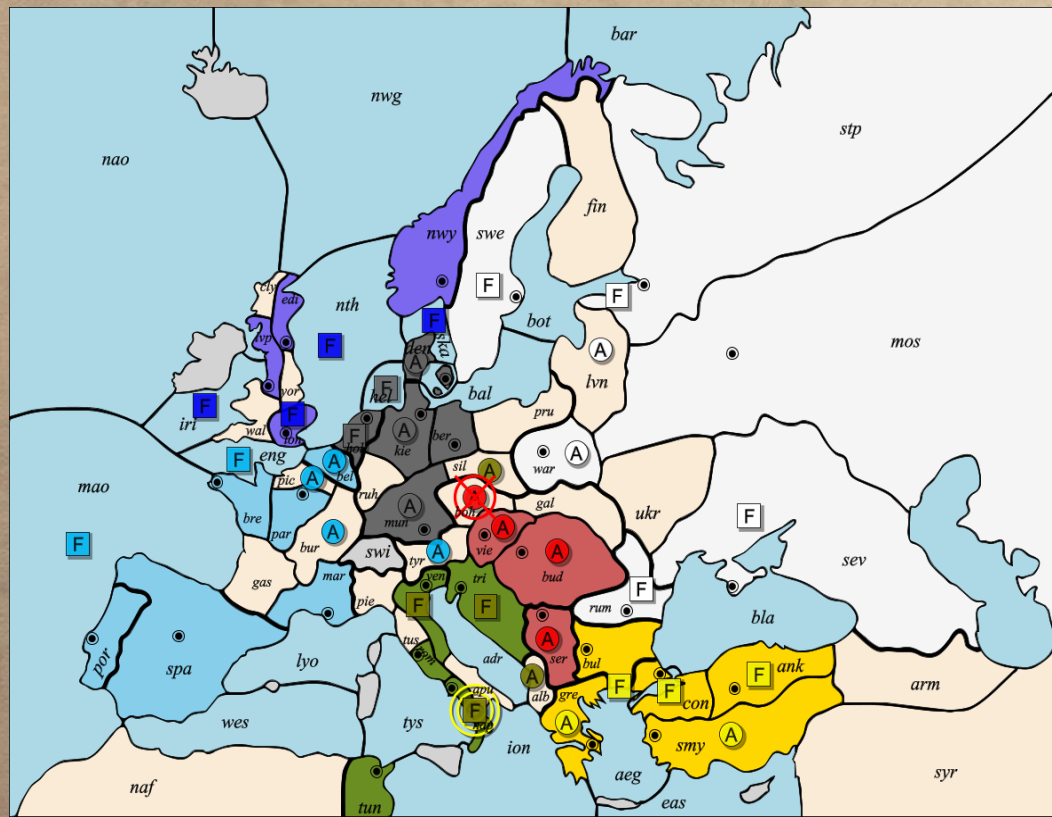 bar
nwg
stp
nao
fin
nwy
swe
cly
edi
nth
F
F
bot
F
ska
mos
lvp
F
den
A
A
lvn
hel
F
bal
yor
iri
F
wal
lon
F
pru
eng
F
hol
F
kie
A
ber
war
A
mao
pic
A
bel
A
sil
A
ruh
boh
A
gal
bre
par
mun
A
ukr
F
F
bur
A
swi
tyr
A
vie
A
bud
A
sev
gas
mar
pie
ven
F
tri
F
rum
F
bla
por
spa
lyo
tus
rom
adr
ser
A
bul
ank
F
apu
alb
A
F
con
F
arm
wes
tys
nap
F
gre
A
ion
smy
A
naf
tun
aeg
eas
syr